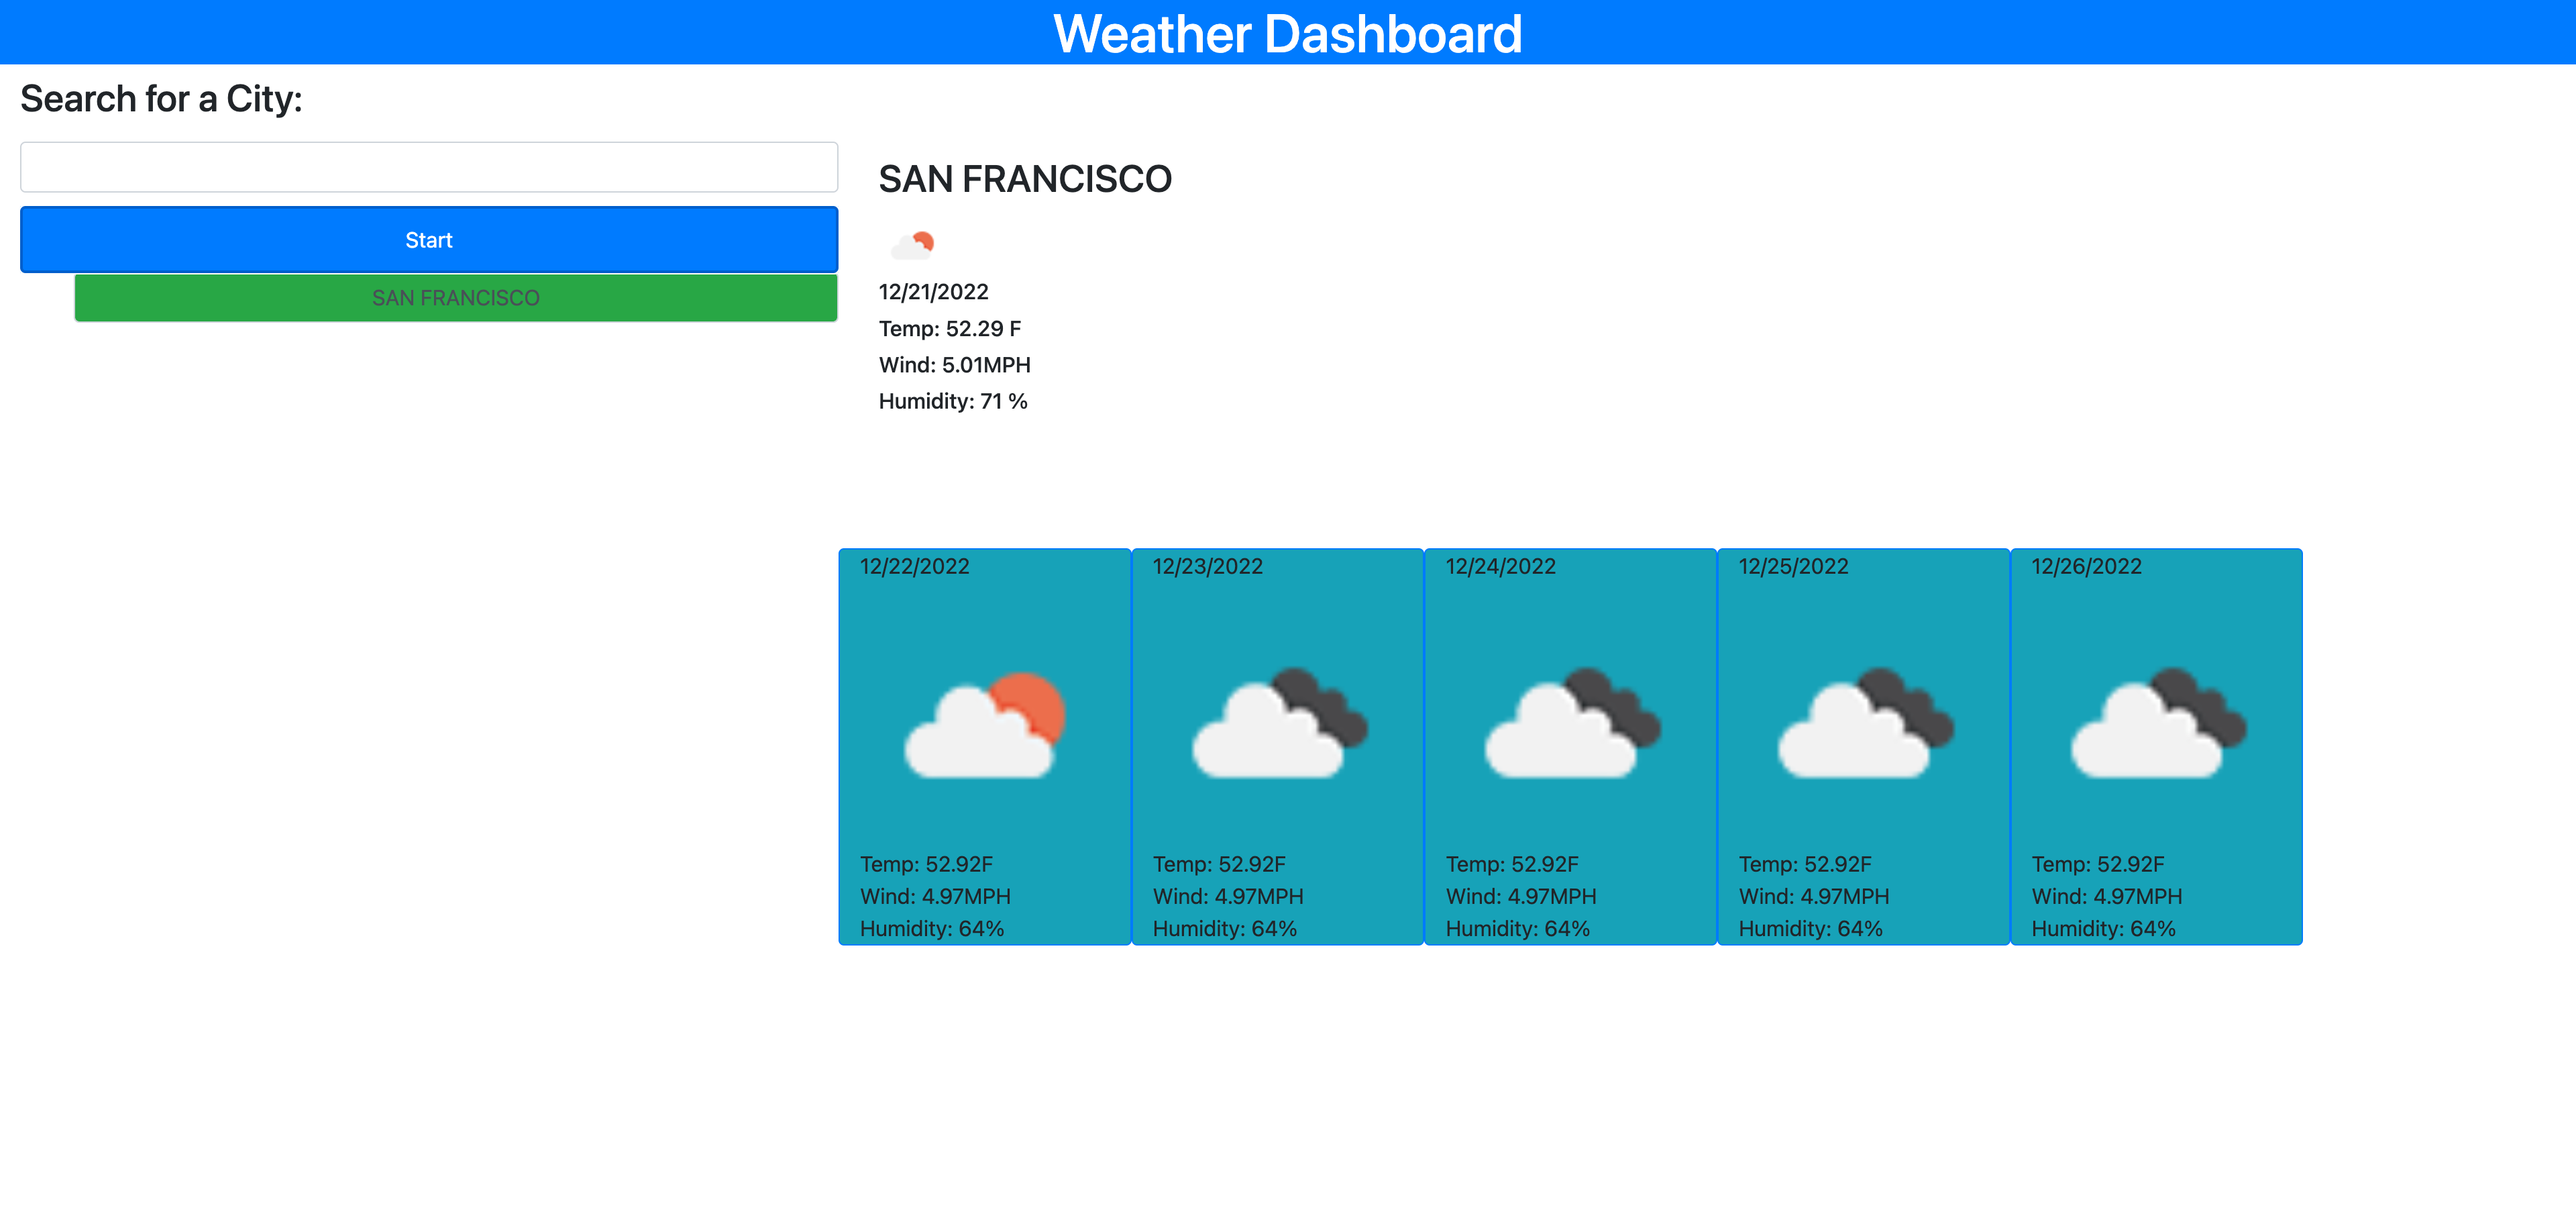 Weather Dashboard
Search for a City:
Start
SAN FRANCISCO
SAN FRANCISCO
12/21/2022
Temp: 52.29 F
Wind: 5.01MPH
Humidity: 71 %
12/22/2022
Temp: 52.92F
Wind: 4.97MPH
Humidity: 64%
12/23/2022
Temp: 52.92F
Wind: 4.97MPH
Humidity: 64%
12/24/2022
Temp: 52.92F
Wind: 4.97MPH
Humidity: 64%
12/25/2022
Temp: 52.92F
Wind: 4.97MPH
Humidity: 64%
12/26/2022
Temp: 52.92F
Wind: 4.97MPH
Humidity: 64%